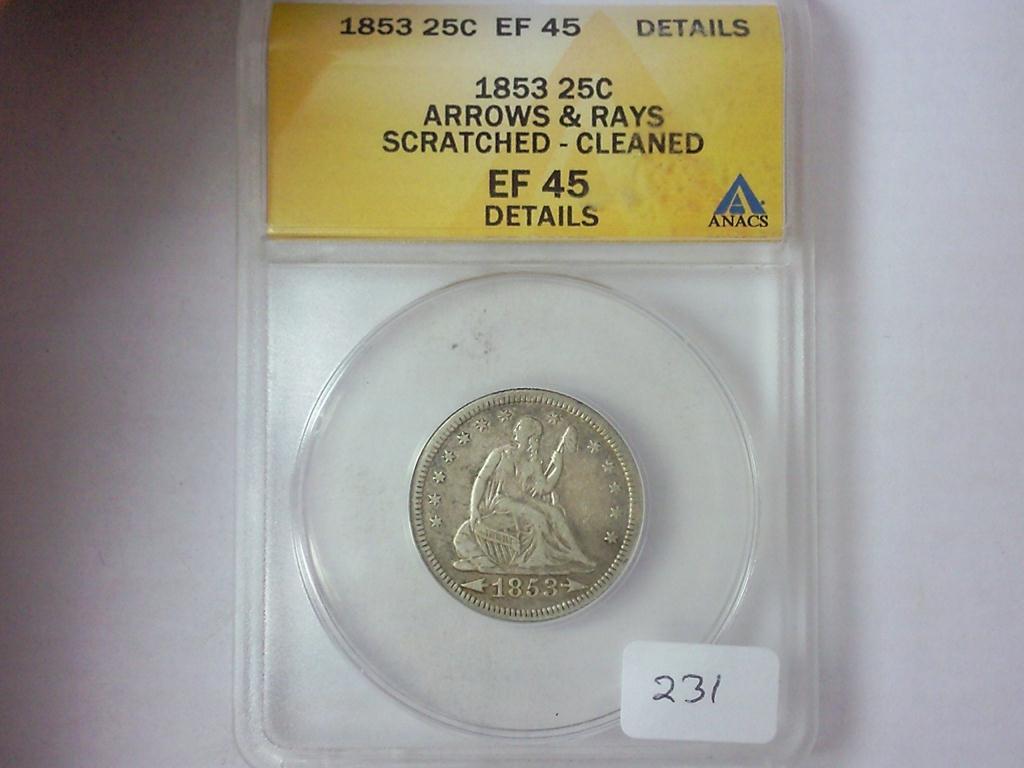 1853 25C EF 45 DETAILS
1853 25C
ARROWS & RAYS
SCRATCHED - CLEANED
EF 45
DETAILS
ANACS
1853
231